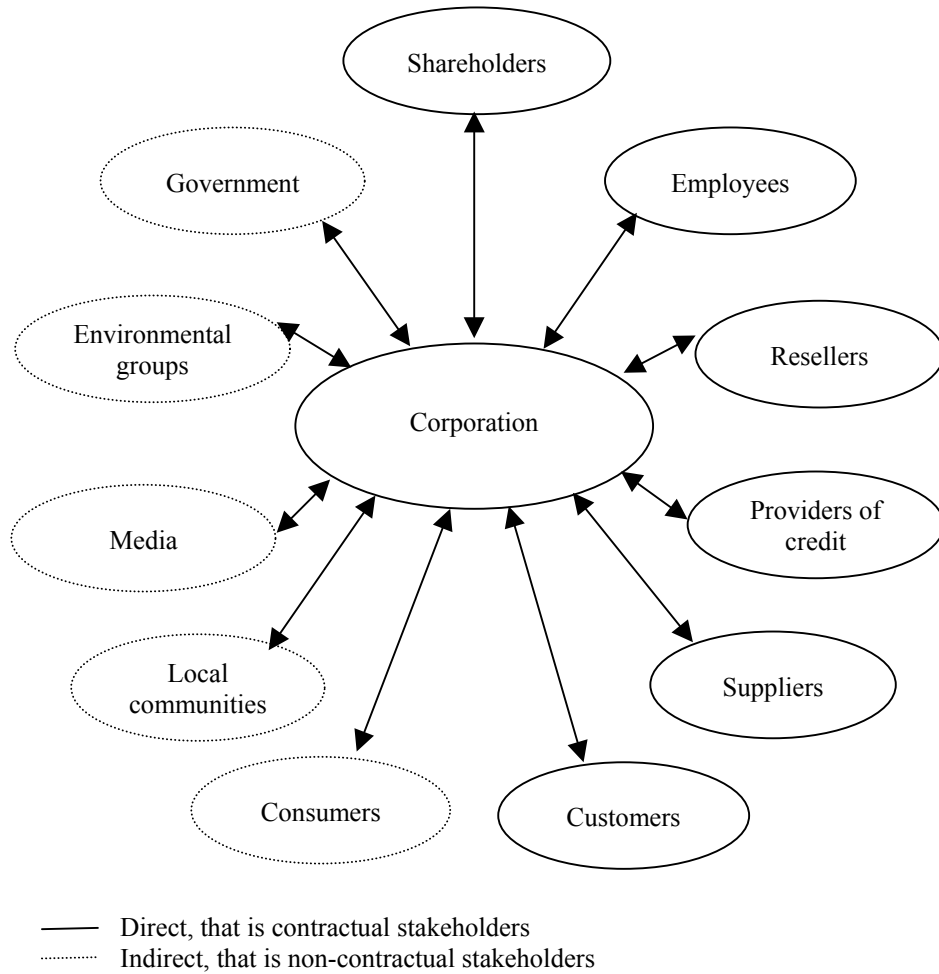 Shareholders
Government
Employees
Environmental
groups
Resellers
Corporation
Providers of
credit
Media
Local
communities
Suppliers
Consumers
Customers
Direct, that is contractual stakeholders
Indirect, that is non-contractual stakeholders